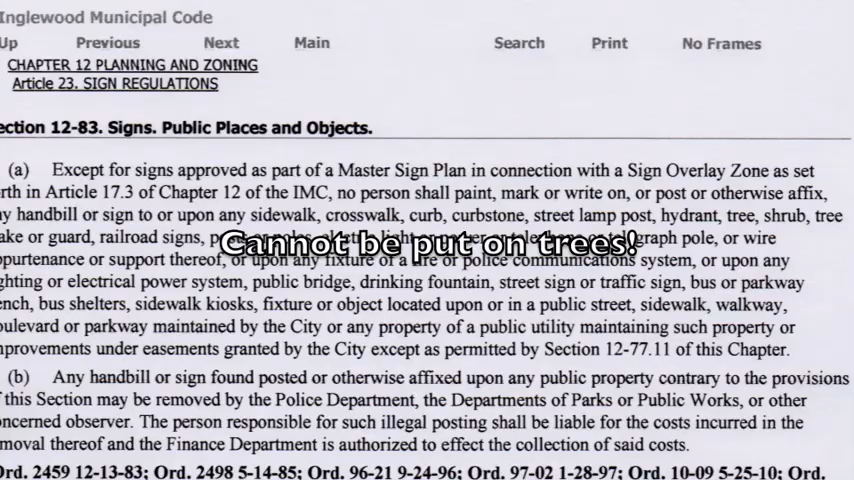 Inglewood Municipal Code
Up Previous Next Main Search Print No Frames
CHAPTER 12 PLANNING AND ZONING
Article 23. SIGN REGULATIONS
ection 12-83. Signs. Public Places and Objects.
(a) Except for signs approved as part of a Master Sign Plan in connection with a Sign Overlay Zone as set
rth in Article 17.3 of Chapter 12 of the IMC, no person shall paint, mark or write on, or post or otherwise affix,
ny handbill or sign to or upon any sidewalk, crosswalk, curb, curbstone, street lamp post, hydrant, tree, shrub, tree
ake or guard, railroad signs, pole, or wire
Cannot be put on trees!
ppurtenance or support thereof, or upon any fixture of a fire or police communications system, or upon any
ghting or electrical power system, public bridge, drinking fountain, street sign or traffic sign, bus or parkway
ench, bus shelters, sidewalk kiosks, fixture or object located upon or in a public street, sidewalk, walkway,
oulevard or parkway maintained by the City or any property of a public utility maintaining such property or
mprovements under easements granted by the City except as permitted by Section 12-77.11 of this Chapter.
(b) Any handbill or sign found posted or otherwise affixed upon any public property contrary to the provisions
f this Section may be removed by the Police Department, the Departments of Parks or Public Works, or other
oncerned observer. The person responsible for such illegal posting shall be liable for the costs incurred in the
moval thereof and the Finance Department is authorized to effect the collection of said costs.
Ord. 2459 12-13-83; Ord. 2498 5-14-85; Ord. 96-21 9-24-96; Ord. 97-02 1-28-97; Ord. 10-09 5-25-10; Ord.